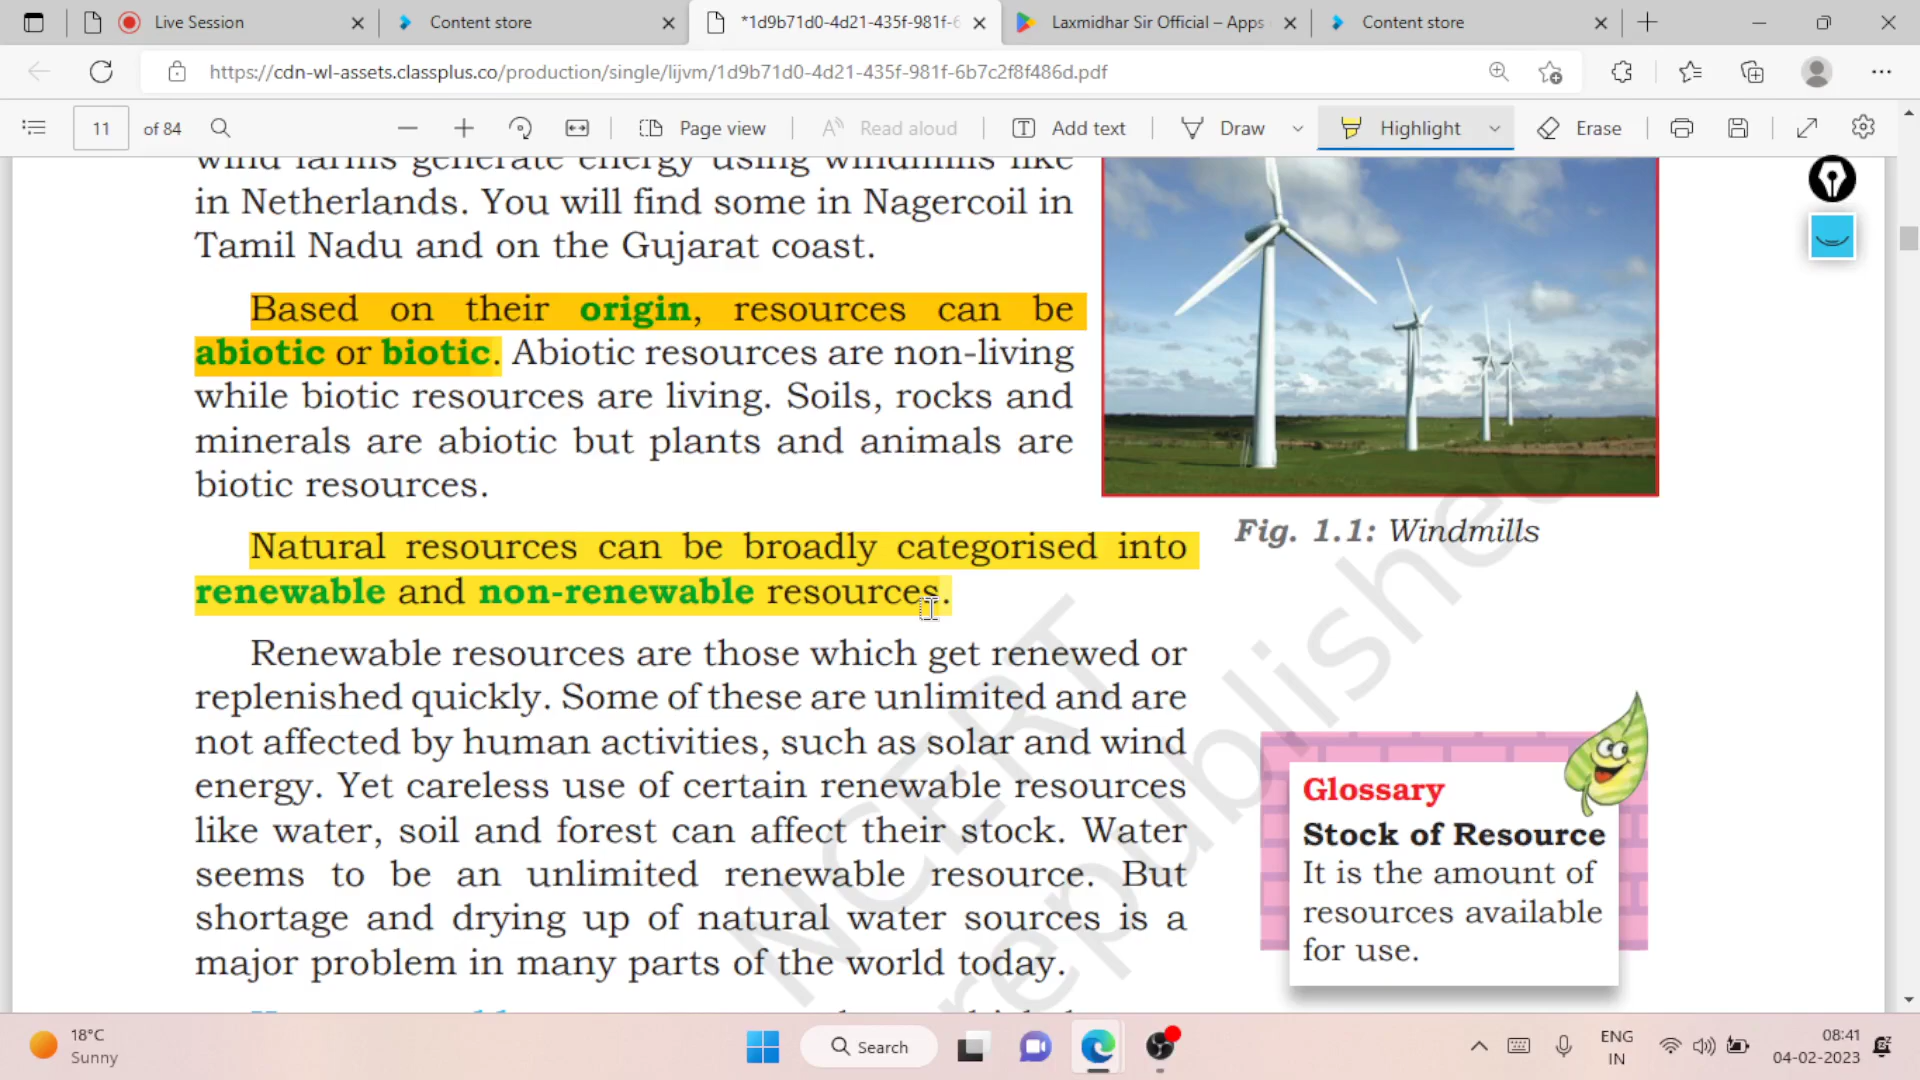 Live Session
Content store
*1d9b71d0-4d21-435f-981f-6
Laxmidhar Sir Official – Apps
Content store
https://cdn-wl-assets.classplus.co/production/single/lijvm/1d9b71d0-4d21-435f-981f-6b7c2f8f486d.pdf
11 of 84
Page view
Read aloud
Add text
Draw
Highlight
Erase
wind farms generate energy using windmills like
in Netherlands. You will find some in Nagercoil in
Tamil Nadu and on the Gujarat coast.
Based on their origin, resources can be
abiotic or biotic. Abiotic resources are non-living
while biotic resources are living. Soils, rocks and
minerals are abiotic but plants and animals are
biotic resources.
Fig. 1.1: Windmills
Natural resources can be broadly categorised into
renewable and non-renewable resources.
Renewable resources are those which get renewed or
replenished quickly. Some of these are unlimited and are
not affected by human activities, such as solar and wind
energy. Yet careless use of certain renewable resources
like water, soil and forest can affect their stock. Water
seems to be an unlimited renewable resource. But
shortage and drying up of natural water sources is a
major problem in many parts of the world today.
Glossary
Stock of Resource
It is the amount of
resources available
for use.
NCERT
republished
18°C
Sunny
Search
ENG
IN
08:41
04-02-2023